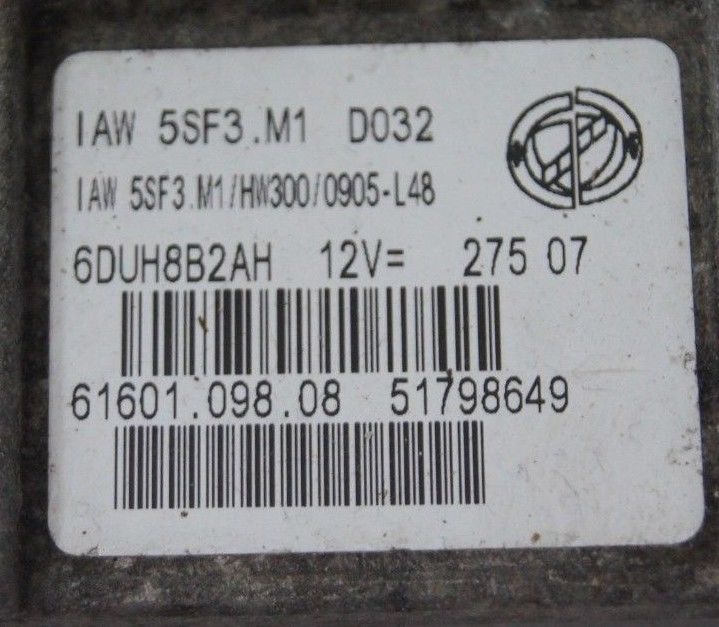 IAW 5SF3.M1 D032
IAW 5SF3.M1/HW300/0905-L48
6DUH8B2AH 12V= 275 07
61601.098.08 51798649